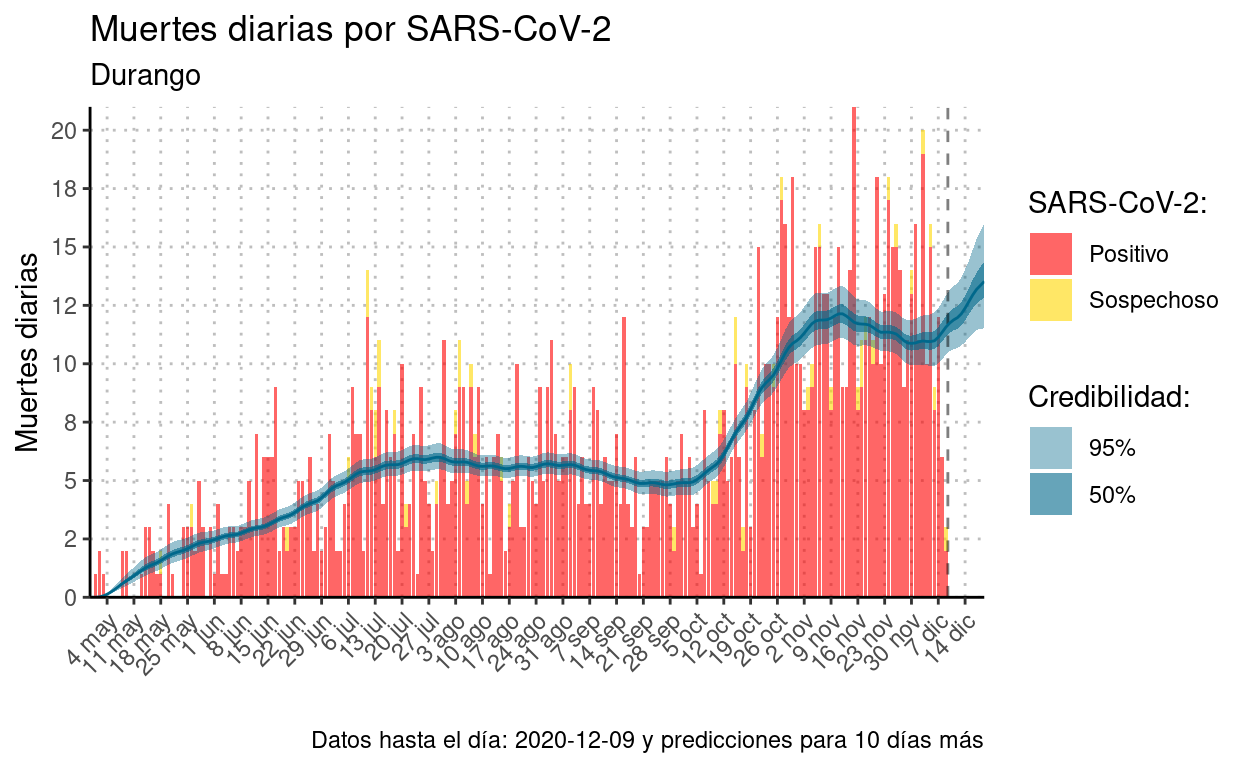 Muertes diarias por SARS-CoV-2
Durango
Muertes diarias
20
18
15
12
10
8
5
2
0
4 may
11 may
18 may
25 may
1 jun
8 jun
15 jun
22 jun
29 jun
6 jul
13 jul
20 jul
27 jul
3 ago
10 ago
17 ago
24 ago
31 ago
7 sep
14 sep
21 sep
28 sep
5 oct
12 oct
19 oct
26 oct
2 nov
9 nov
16 nov
23 nov
30 nov
7 dic
14 dic
SARS-CoV-2:
Positivo
Sospechoso
Credibilidad:
95%
50%
Datos hasta el día: 2020-12-09 y predicciones para 10 días más